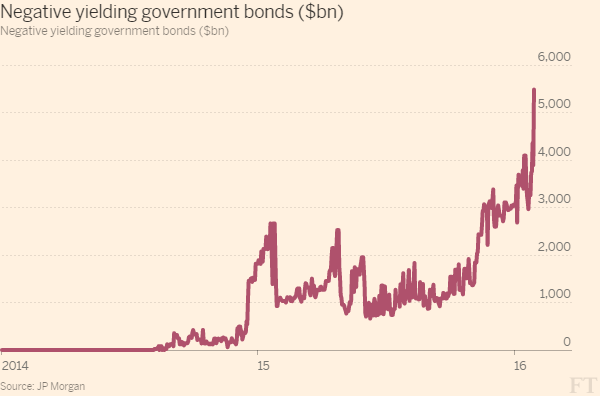 Negative yielding government bonds ($bn)
Negative yielding government bonds ($bn)
6,000
5,000
4,000
3,000
2,000
1,000
0
2014 15 16
Source: JP Morgan
FT